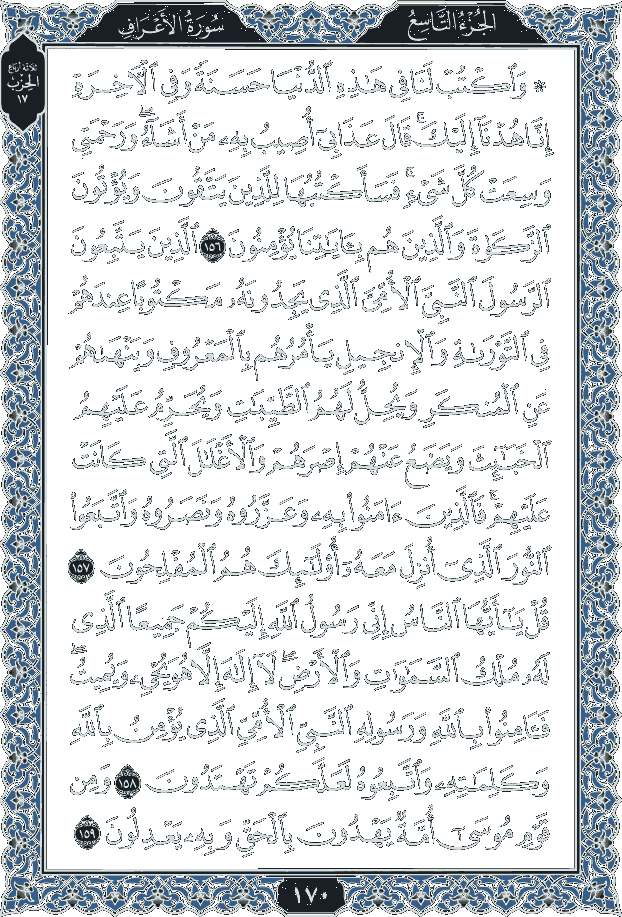 الجُزْءُ التَّاسِعُ
سُورَةُ الأَعْرَافِ
ثلاثة أرباع
الحزب
١٧
* وَٱكْتُبْ لَنَا فِى هَـٰذِهِ ٱلدُّنْيَا حَسَنَةً وَفِى ٱلْـَٔاخِرَةِ
إِنَّا هُدْنَآ إِلَيْكَ ۚ قَالَ عَذَابِىٓ أُصِيبُ بِهِۦ مَنْ أَشَآءُ ۖ وَرَحْمَتِى
وَسِعَتْ كُلَّ شَىْءٍ ۚ فَسَأَكْتُبُهَا لِلَّذِينَ يَتَّقُونَ وَيُؤْتُونَ
ٱلزَّكَوٰةَ وَٱلَّذِينَ هُم بِـَٔايَـٰتِنَا يُؤْمِنُونَ ١٥٦ ٱلَّذِينَ يَتَّبِعُونَ
ٱلرَّسُولَ ٱلنَّبِىَّ ٱلْأُمِّىَّ ٱلَّذِى يَجِدُونَهُۥ مَكْتُوبًا عِندَهُمْ
فِى ٱلتَّوْرَىٰةِ وَٱلْإِنجِيلِ يَأْمُرُهُم بِٱلْمَعْرُوفِ وَيَنْهَىٰهُمْ
عَنِ ٱلْمُنكَرِ وَيُحِلُّ لَهُمُ ٱلطَّيِّبَـٰتِ وَيُحَرِّمُ عَلَيْهِمُ
ٱلْخَبَـٰٓئِثَ وَيَضَعُ عَنْهُمْ إِصْرَهُمْ وَٱلْأَغْلَـٰلَ ٱلَّتِى كَانَتْ
عَلَيْهِمْ ۚ فَٱلَّذِينَ ءَامَنُوا۟ بِهِۦ وَعَزَّرُوهُ وَنَصَرُوهُ وَٱتَّبَعُوا۟
ٱلنُّورَ ٱلَّذِىٓ أُنزِلَ مَعَهُۥٓ ۙ أُو۟لَـٰٓئِكَ هُمُ ٱلْمُفْلِحُونَ ١٥٧
قُلْ يَـٰٓأَيُّهَا ٱلنَّاسُ إِنِّى رَسُولُ ٱللَّهِ إِلَيْكُمْ جَمِيعًا ٱلَّذِى
لَهُۥ مُلْكُ ٱلسَّمَـٰوَٰتِ وَٱلْأَرْضِ ۖ لَآ إِلَـٰهَ إِلَّا هُوَ يُحْىِۦ وَيُمِيتُ ۖ
فَـَٔامِنُوا۟ بِٱللَّهِ وَرَسُولِهِ ٱلنَّبِىِّ ٱلْأُمِّىِّ ٱلَّذِى يُؤْمِنُ بِٱللَّهِ
وَكَلِمَـٰتِهِۦ وَٱتَّبِعُوهُ لَعَلَّكُمْ تَهْتَدُونَ ١٥٨ وَمِن
قَوْمِ مُوسَىٰٓ أُمَّةٌ يَهْدُونَ بِٱلْحَقِّ وَبِهِۦ يَعْدِلُونَ ١٥٩
١٧٠